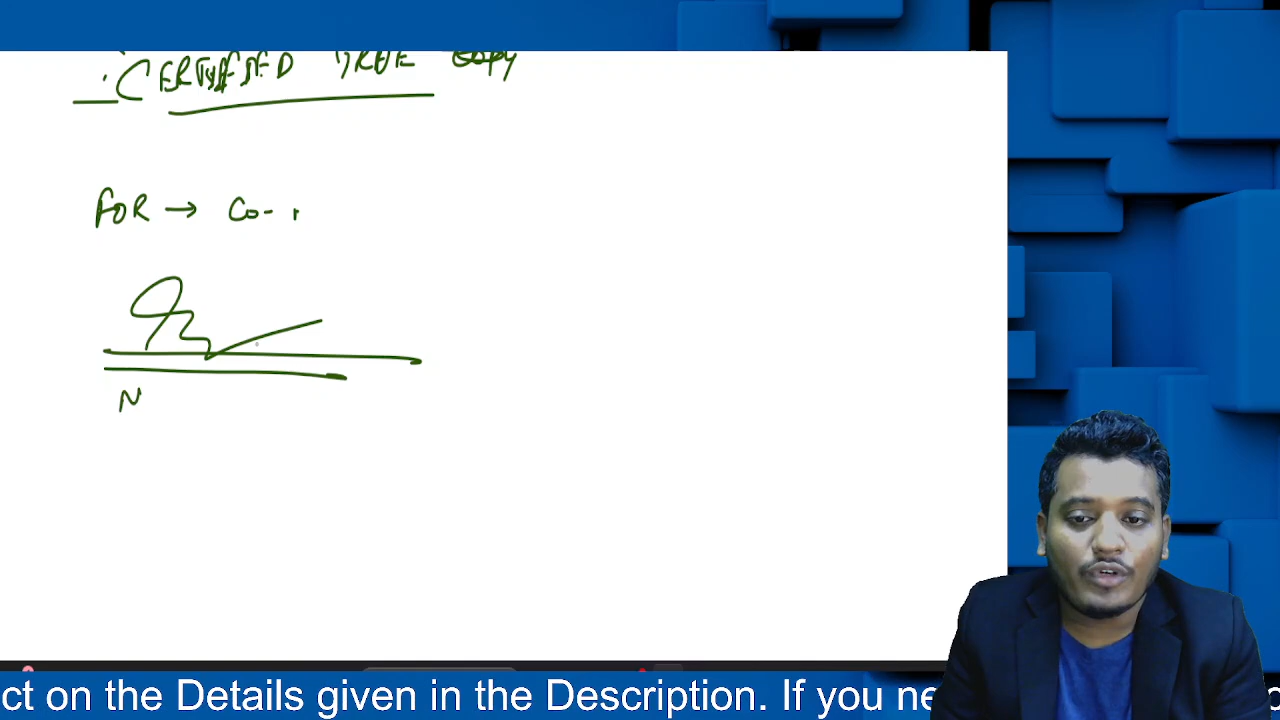 CERTIFIED TRUE Copy
FOR → Co-
N
ct on the Details given in the Description. If you ne